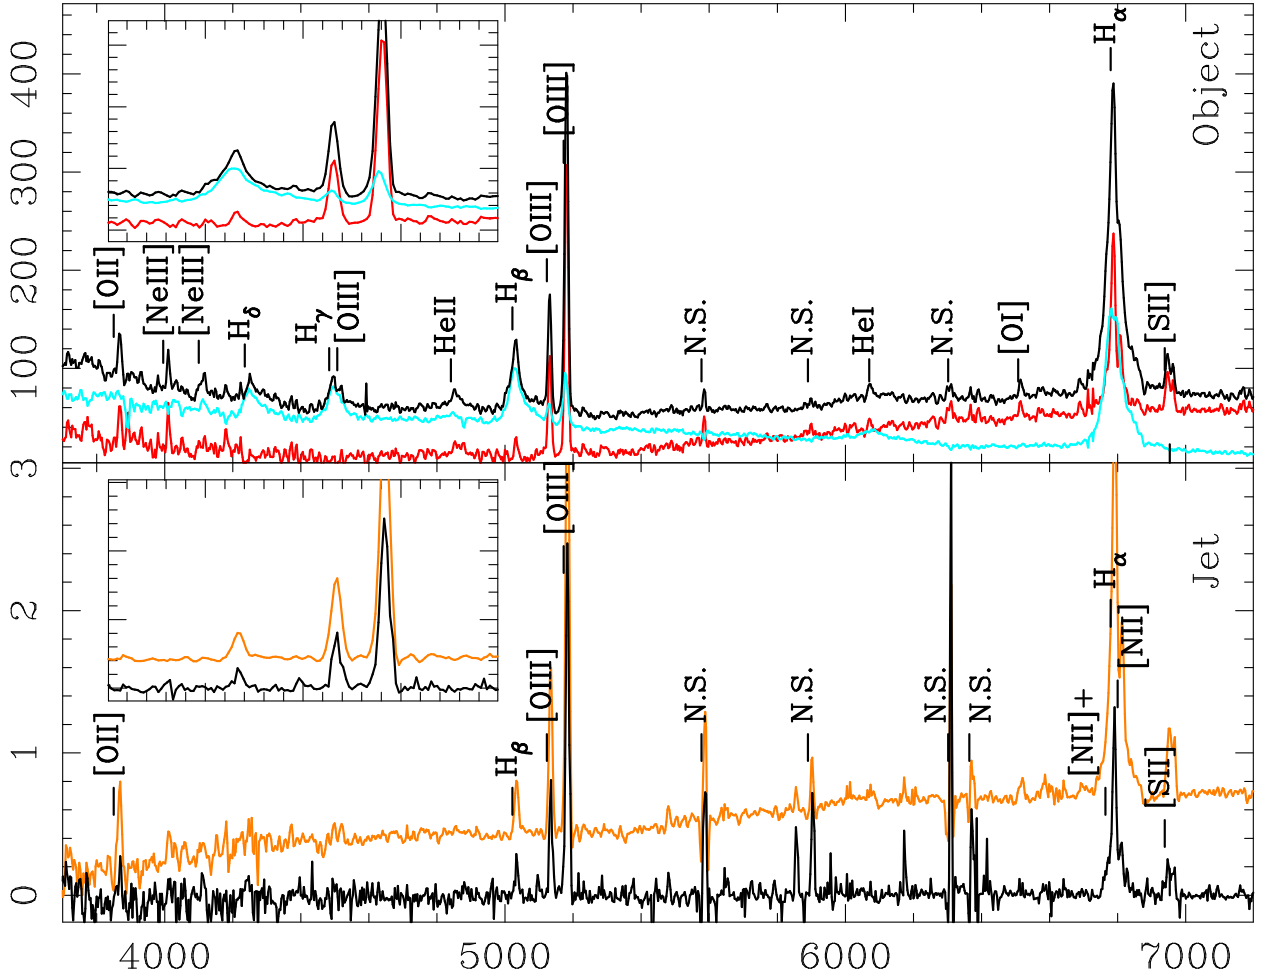 400
300
200
100
Object
[OII]
[NeIII]
[NeIII]
Hδ
Hγ
[OIII]
HeII
Hβ
[OIII]
[OIII]
N.S.
N.S.
HeI
N.S.
[OI]
Hα
[SII]
3
2
1
0
Jet
[OII]
Hβ
[OIII]
[OIII]
N.S.
N.S.
N.S.
N.S.
[NII]+
Hα
[NII]
[SII]
4000
5000
6000
7000